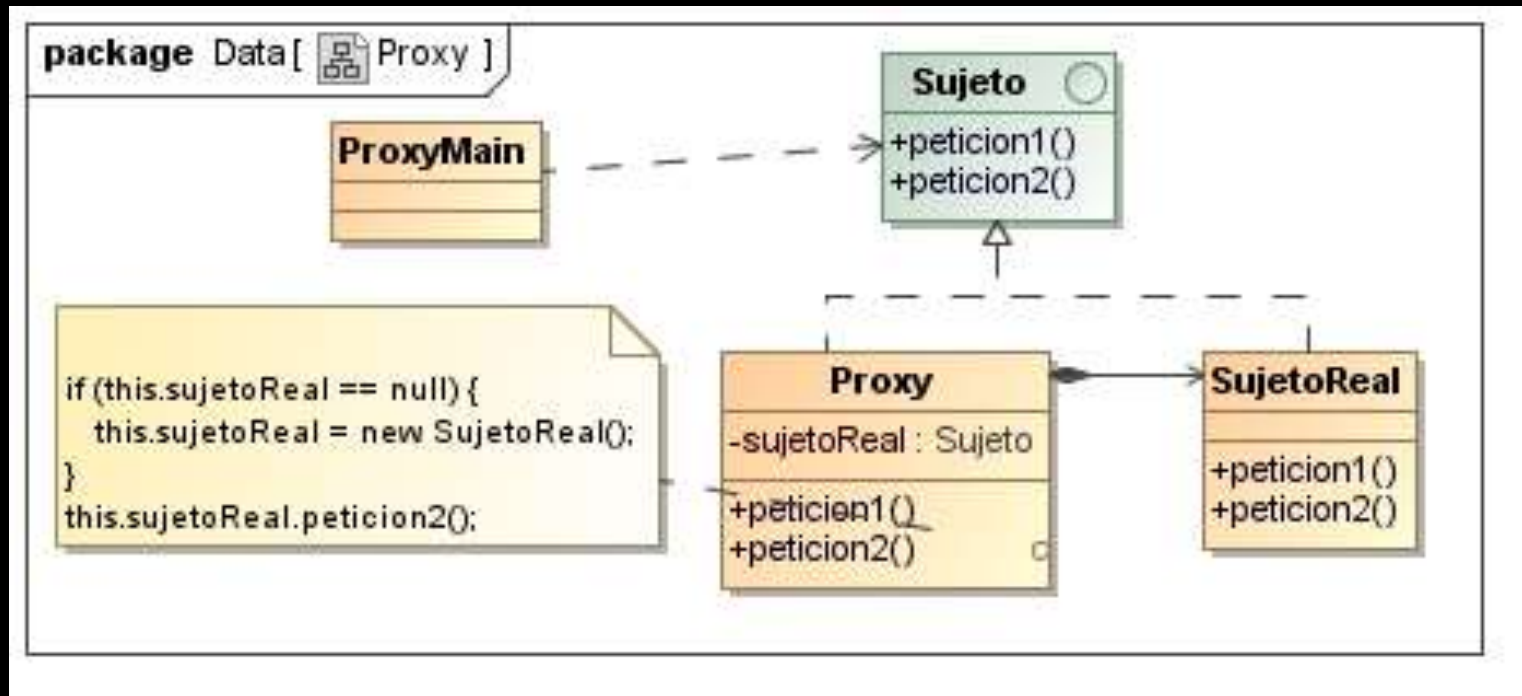 package Data[ Proxy ]
Sujeto
+peticion1()
+peticion2()
ProxyMain
if (this.sujetoReal == null) {
this.sujetoReal = new SujetoReal();
}
this.sujetoReal.peticion2();
Proxy
-sujetoReal : Sujeto
+peticion1()
+peticion2()
SujetoReal
+peticion1()
+peticion2()